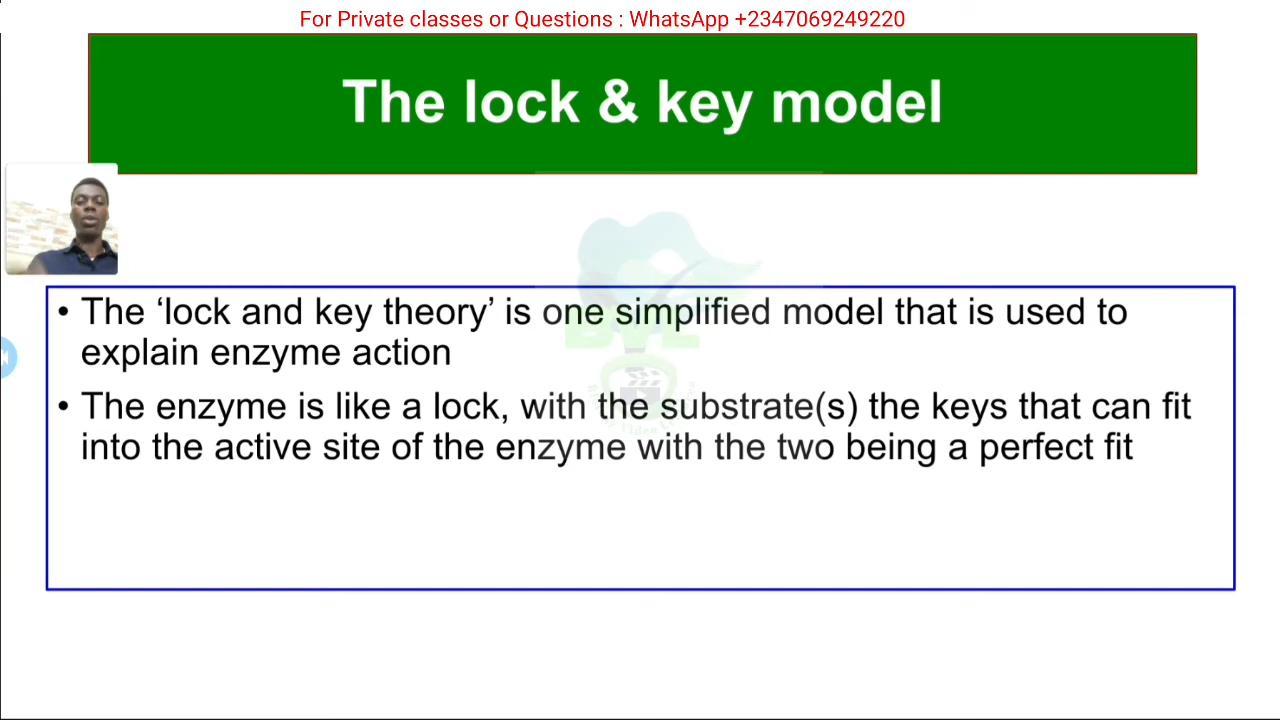 For Private classes or Questions : WhatsApp +2347069249220
The lock & key model
• The ‘lock and key theory’ is one simplified model that is used to
explain enzyme action
• The enzyme is like a lock, with the substrate(s) the keys that can fit
into the active site of the enzyme with the two being a perfect fit